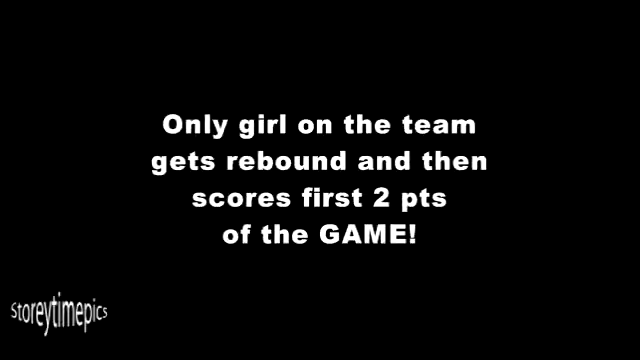 Only girl on the team
gets rebound and then
scores first 2 pts
of the GAME!
Storeytimepics